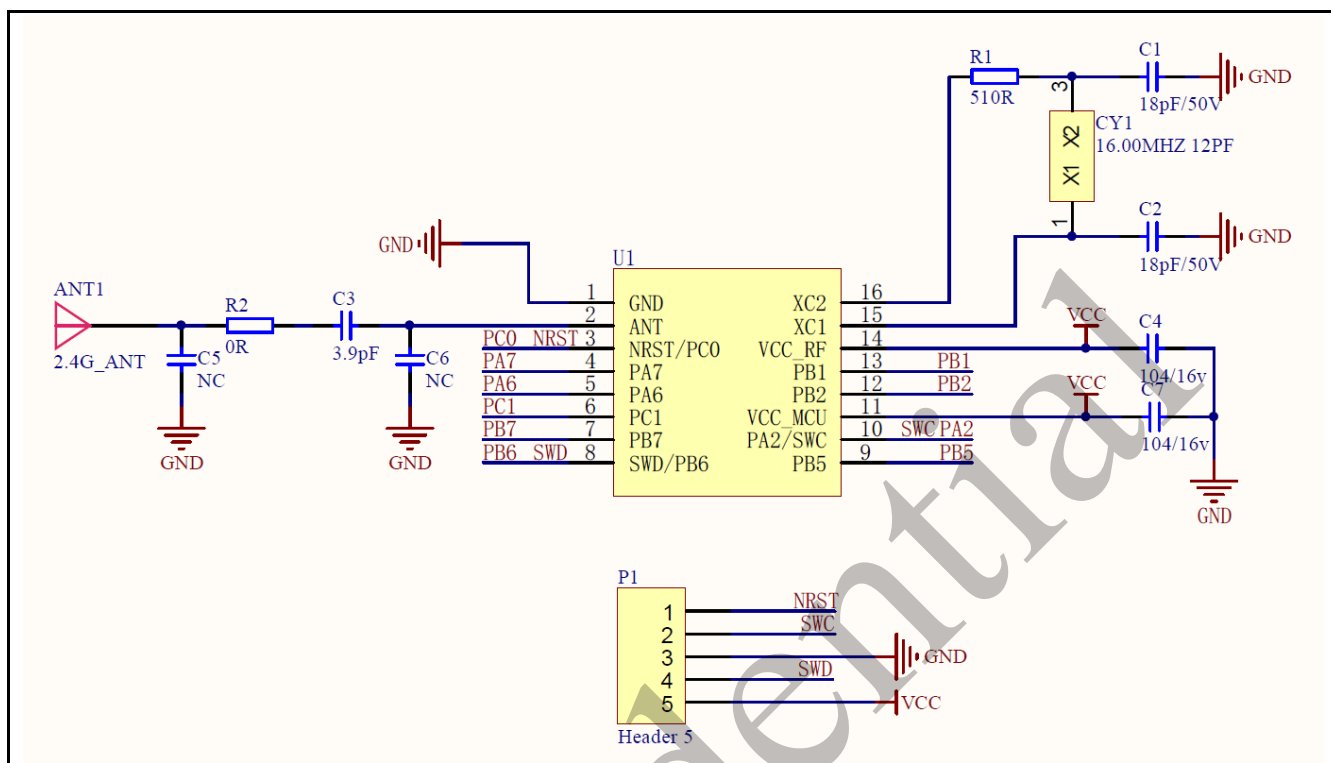 R1
510R
C1
18pF/50V
GND
3
X2
X1
CY1
16.00MHZ 12PF
1
C2
18pF/50V
GND
GND
U1
ANT1
2.4G_ANT
R2
0R
C3
3.9pF
C5
NC
GND
C6
NC
GND
1 GND XC2 16
2 ANT XC1 15
PC0 NRST 3 NRST/PC0 VCC_RF 14
PA7 4 PA7 PB1 13 PB1
PA6 5 PA6 PB2 12 PB2
PC1 6 PC1 VCC_MCU 11
PB7 7 PB7 PA2/SWC 10 SWC PA2
PB6 SWD 8 SWD/PB6 PB5 9 PB5
VCC
C4
104/16v
VCC
C7
104/16v
GND
P1
1 NRST
2 SWC
3 GND
4 SWD
5 VCC
Header 5
dential